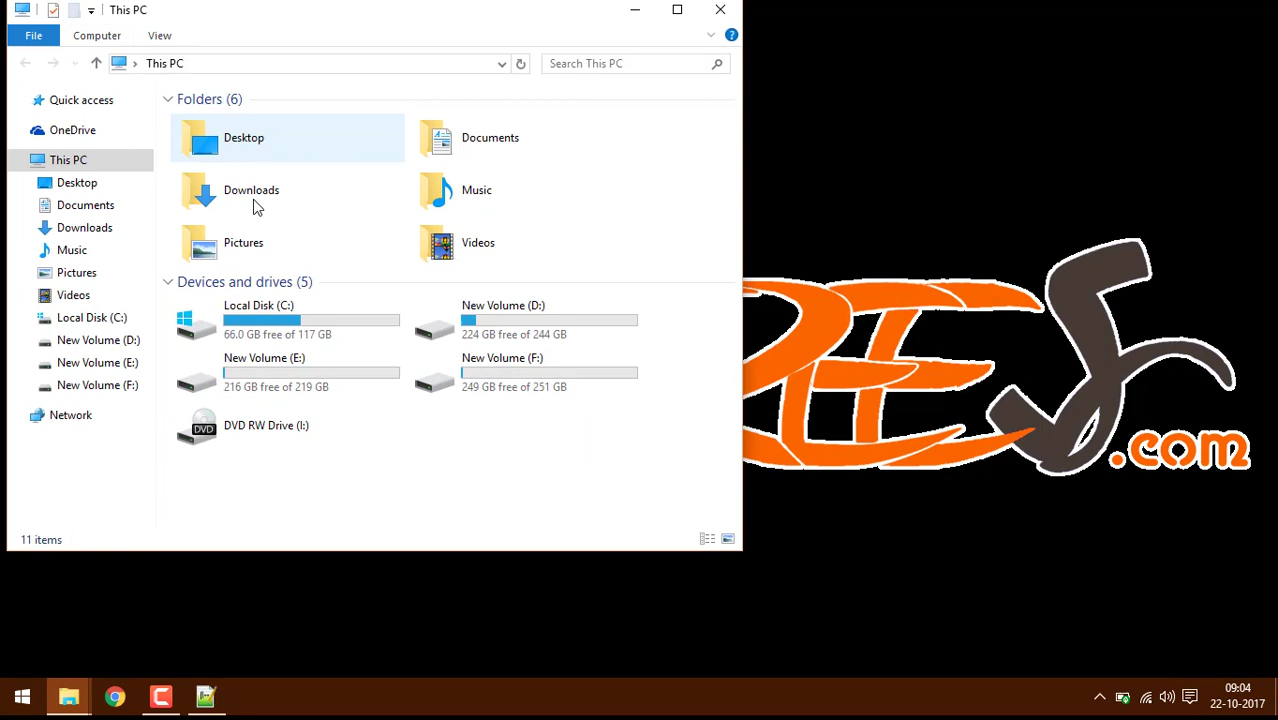 This PC
File Computer View
This PC
Search This PC
Quick access
OneDrive
This PC
Desktop
Documents
Downloads
Music
Pictures
Videos
Local Disk (C:)
New Volume (D:)
New Volume (E:)
New Volume (F:)
Network
Folders (6)
Desktop
Documents
Downloads
Music
Pictures
Videos
Devices and drives (5)
Local Disk (C:)
66.0 GB free of 117 GB
New Volume (D:)
224 GB free of 244 GB
New Volume (E:)
216 GB free of 219 GB
New Volume (F:)
249 GB free of 251 GB
DVD
DVD RW Drive (I:)
11 items
.com
09:04
22-10-2017